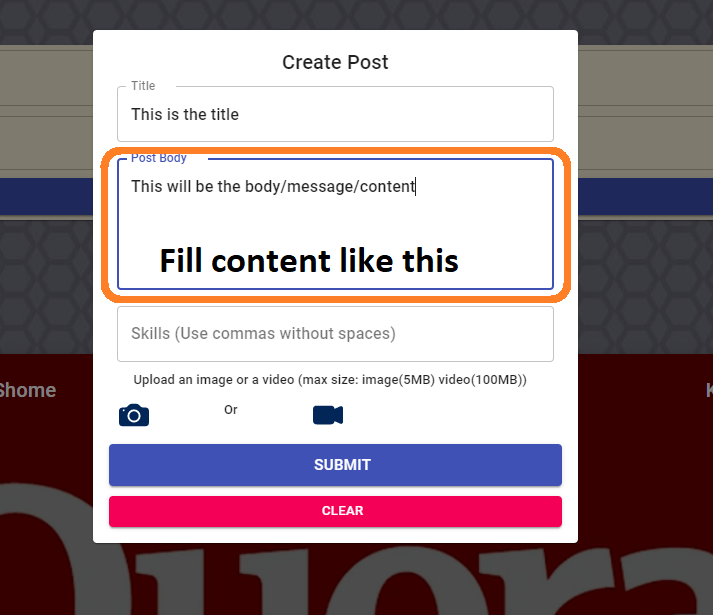 Create Post
Title
This is the title
Post Body
This will be the body/message/content
Fill content like this
Skills (Use commas without spaces)
Upload an image or a video (max size: image(5MB) video(100MB))
Or
SUBMIT
CLEAR
Shome
K
Quora